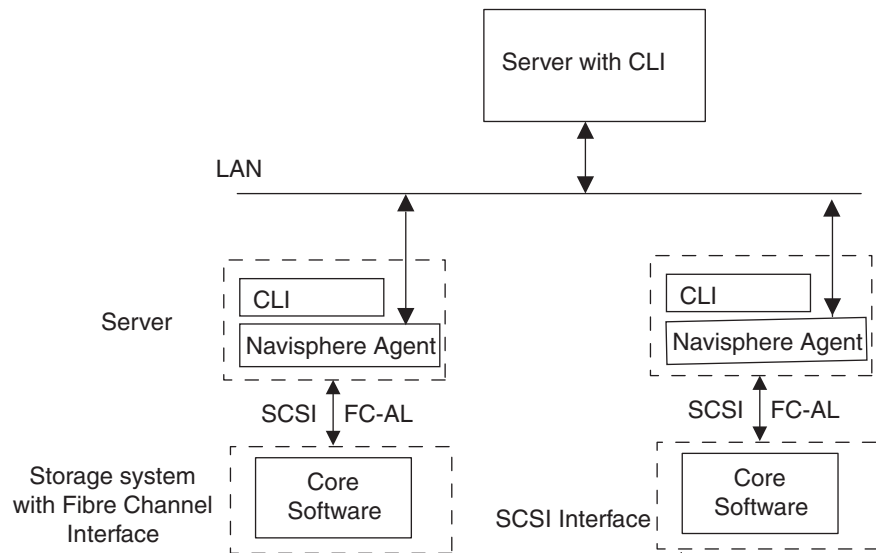 Server with CLI
LAN
CLI
Navisphere Agent
Server
CLI
Navisphere Agent
SCSI
FC-AL
SCSI
FC-AL
Storage system
with Fibre Channel
Interface
Core
Software
SCSI Interface
Core
Software